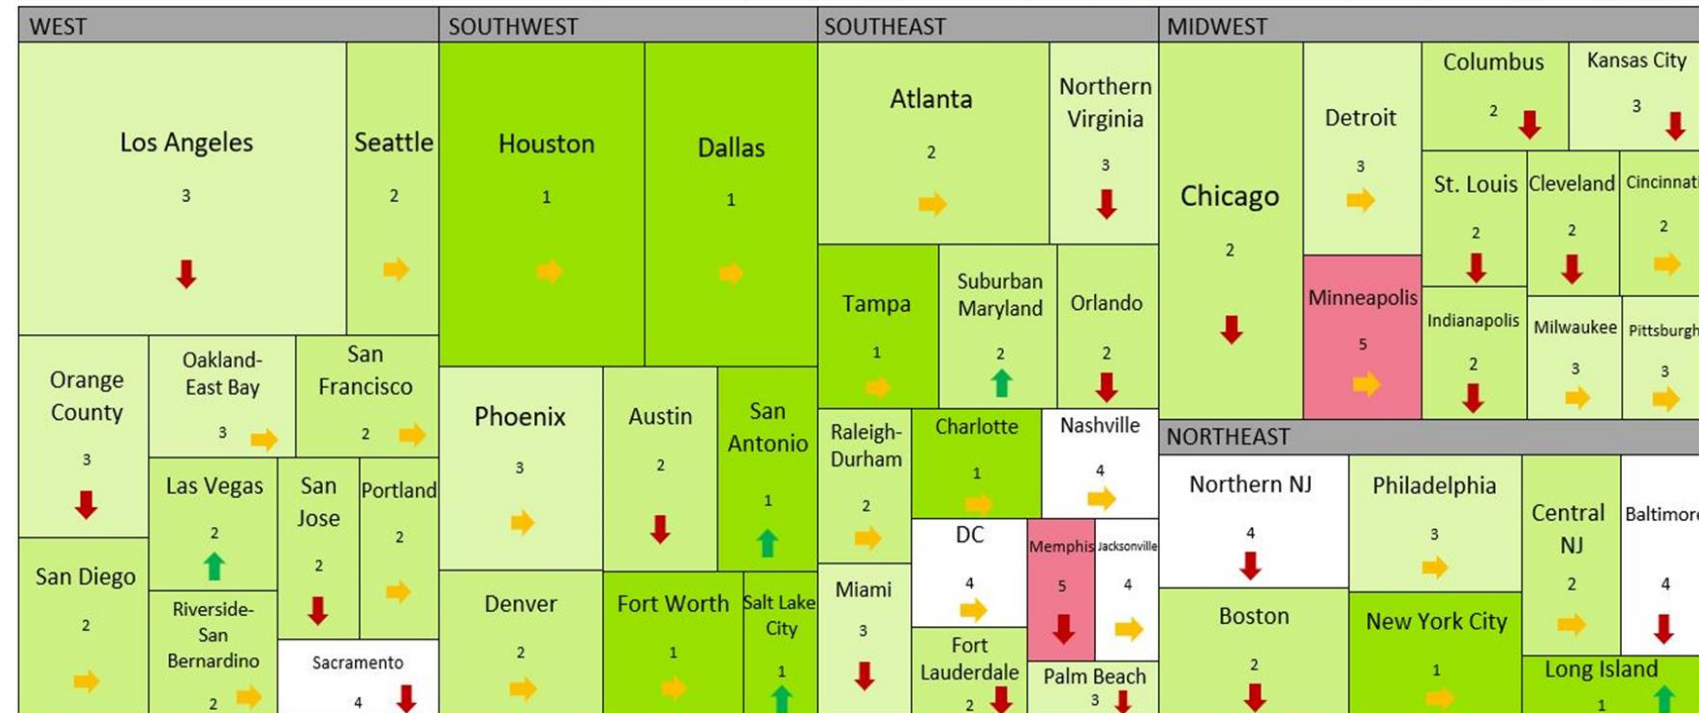 WEST
Los Angeles
3
Seattle
2
Orange
County
3
Oakland-
East Bay
3
San
Francisco
2
Las Vegas
2
San
Jose
2
Portland
2
San Diego
2
Riverside-
San
Bernardino
2
Sacramento
4
SOUTHWEST
Houston
1
Dallas
1
Phoenix
3
Austin
2
San
Antonio
1
Denver
2
Fort Worth
1
Salt Lake
City
1
SOUTHEAST
Atlanta
2
Northern
Virginia
3
Tampa
1
Suburban
Maryland
2
Orlando
2
Raleigh-
Durham
2
Charlotte
1
Nashville
4
DC
4
Memphis
5
Jacksonville
4
Miami
3
Fort
Lauderdale
2
Palm Beach
3
MIDWEST
Chicago
2
Detroit
3
Minneapolis
5
Columbus
2
Kansas City
3
St. Louis
2
Cleveland
2
Cincinnati
2
Indianapolis
2
Milwaukee
3
Pittsburgh
3
NORTHEAST
Northern NJ
4
Philadelphia
3
Central
NJ
2
Baltimore
4
Boston
2
New York City
1
Long Island
1